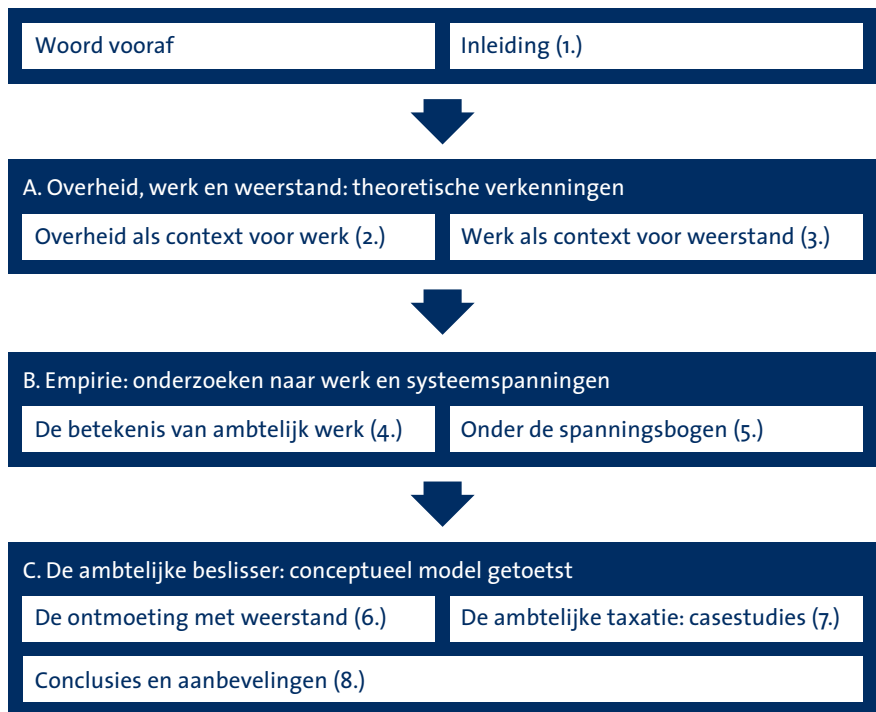 Woord vooraf
Inleiding (1.)
A. Overheid, werk en weerstand: theoretische verkenningen
Overheid als context voor werk (2.)
Werk als context voor weerstand (3.)
B. Empirie: onderzoeken naar werk en systeemspanningen
De betekenis van ambtelijk werk (4.)
Onder de spanningsbogen (5.)
C. De ambtelijke beslisser: conceptueel model getoetst
De ontmoeting met weerstand (6.)
De ambtelijke taxatie: casestudies (7.)
Conclusies en aanbevelingen (8.)